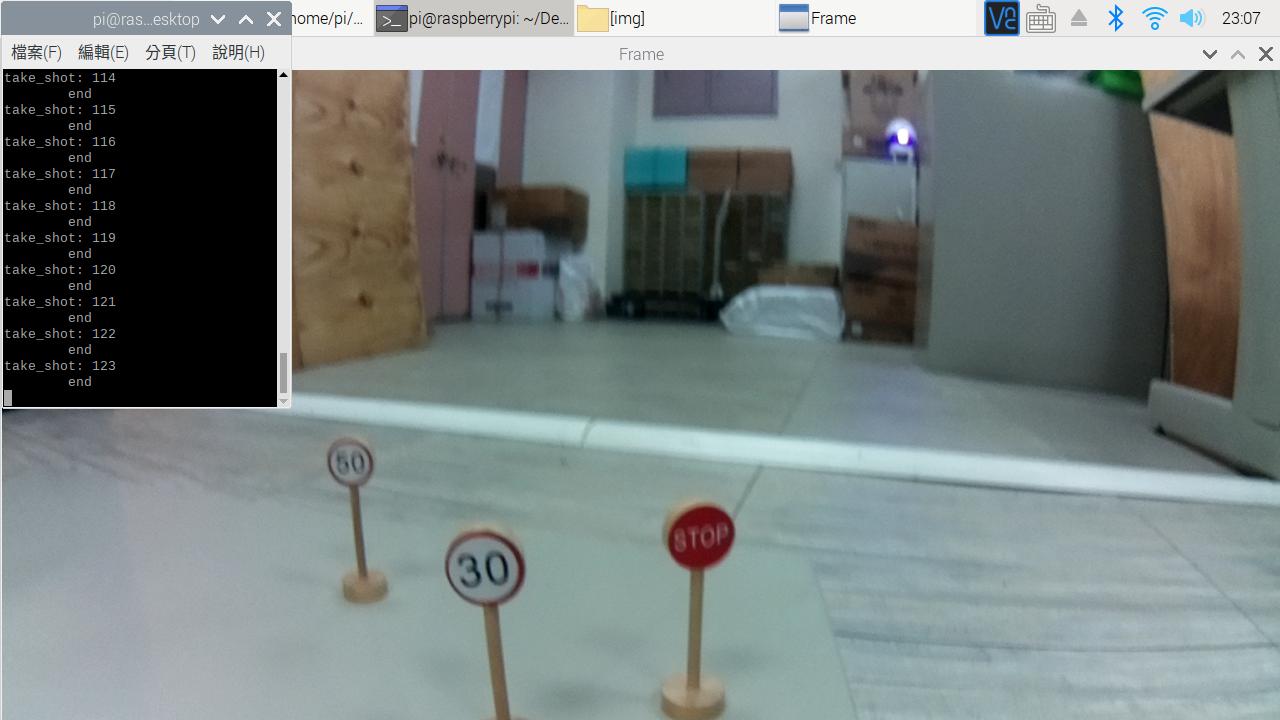 pi@ras...esktop
home/pi/...
pi@raspberrypi: ~/De...
[img]
Frame
23:07
Frame
檔案(F) 編輯(E) 分頁(T) 說明(H)
take_shot: 114
end
take_shot: 115
end
take_shot: 116
end
take_shot: 117
end
take_shot: 118
end
take_shot: 119
end
take_shot: 120
end
take_shot: 121
end
take_shot: 122
end
take_shot: 123
end
50
30
STOP